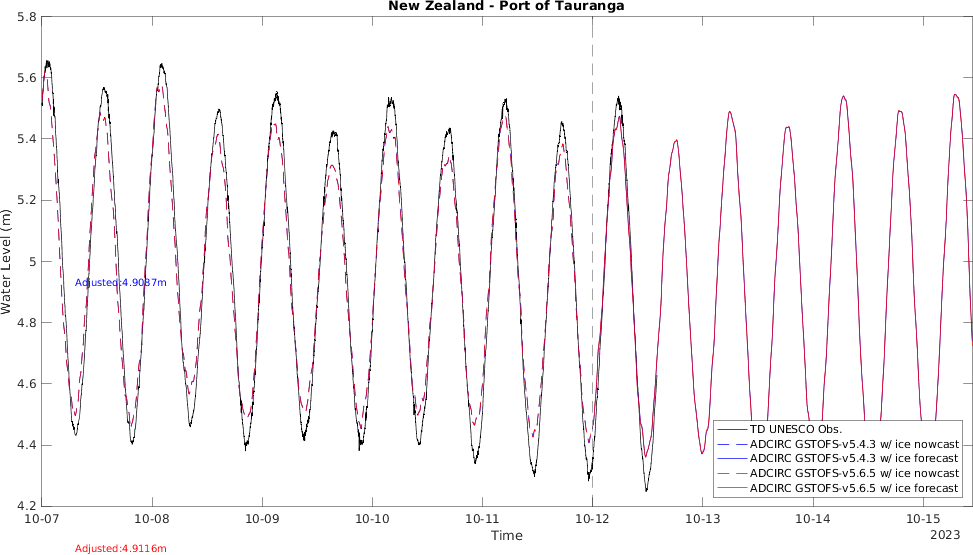 New Zealand - Port of Tauranga
5.8
5.6
5.4
5.2
5
4.8
4.6
4.4
4.2
Water Level (m)
Adjusted:4.9087m
TD UNESCO Obs.
ADCIRC GSTOFS-v5.4.3 w/ ice nowcast
ADCIRC GSTOFS-v5.4.3 w/ ice forecast
ADCIRC GSTOFS-v5.6.5 w/ ice nowcast
ADCIRC GSTOFS-v5.6.5 w/ ice forecast
10-07 10-08 10-09 10-10 10-11 10-12 10-13 10-14 10-15
Time
2023
Adjusted:4.9116m